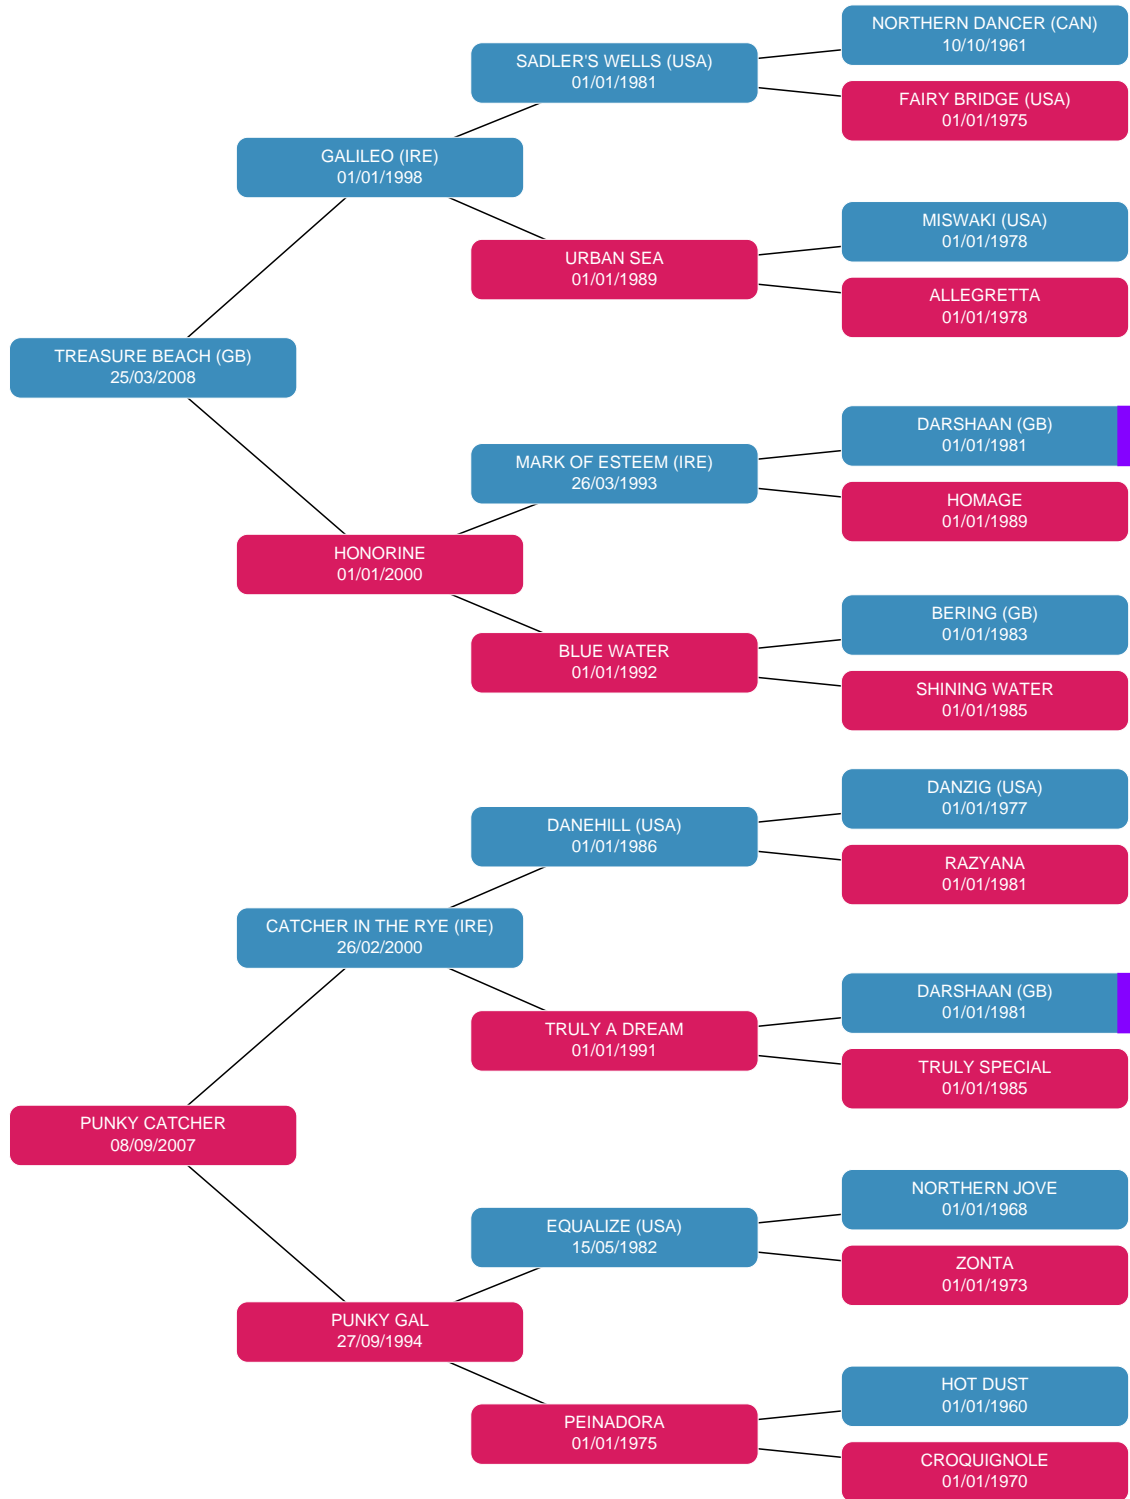 NORTHERN DANCER (CAN)
10/10/1961
SADLER'S WELLS (USA)
01/01/1981
FAIRY BRIDGE (USA)
01/01/1975
GALILEO (IRE)
01/01/1998
MISWAKI (USA)
01/01/1978
URBAN SEA
01/01/1989
ALLEGRETTA
01/01/1978
TREASURE BEACH (GB)
25/03/2008
DARSHAAN (GB)
01/01/1981
MARK OF ESTEEM (IRE)
26/03/1993
HOMAGE
01/01/1989
HONORINE
01/01/2000
BERING (GB)
01/01/1983
BLUE WATER
01/01/1992
SHINING WATER
01/01/1985
DANZIG (USA)
01/01/1977
DANEHILL (USA)
01/01/1986
RAZYANA
01/01/1981
CATCHER IN THE RYE (IRE)
26/02/2000
DARSHAAN (GB)
01/01/1981
TRULY A DREAM
01/01/1991
TRULY SPECIAL
01/01/1985
PUNKY CATCHER
08/09/2007
NORTHERN JOVE
01/01/1968
EQUALIZE (USA)
15/05/1982
ZONTA
01/01/1973
PUNKY GAL
27/09/1994
HOT DUST
01/01/1960
PEINADORA
01/01/1975
CROQUIGNOLE
01/01/1970